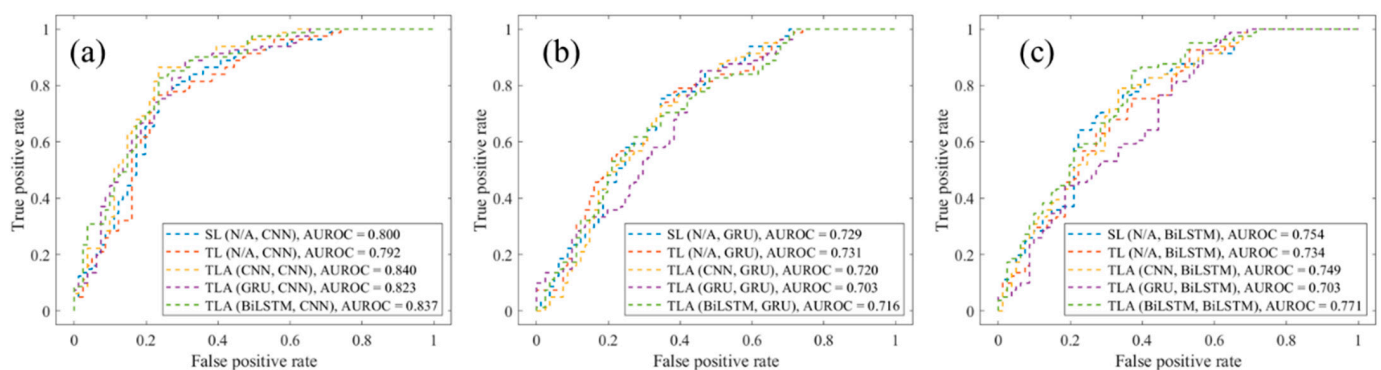 (a)
True positive rate
1
0.8
0.6
0.4
0.2
0
SL (N/A, CNN), AUROC = 0.800
TL (N/A, CNN), AUROC = 0.792
TLA (CNN, CNN), AUROC = 0.840
TLA (GRU, CNN), AUROC = 0.823
TLA (BiLSTM, CNN), AUROC = 0.837
0 0.2 0.4 0.6 0.8 1
False positive rate
(b)
True positive rate
1
0.8
0.6
0.4
0.2
0
SL (N/A, GRU), AUROC = 0.729
TL (N/A, GRU), AUROC = 0.731
TLA (CNN, GRU), AUROC = 0.720
TLA (GRU, GRU), AUROC = 0.703
TLA (BiLSTM, GRU), AUROC = 0.716
0 0.2 0.4 0.6 0.8 1
False positive rate
(c)
True positive rate
1
0.8
0.6
0.4
0.2
0
SL (N/A, BiLSTM), AUROC = 0.754
TL (N/A, BiLSTM), AUROC = 0.734
TLA (CNN, BiLSTM), AUROC = 0.749
TLA (GRU, BiLSTM), AUROC = 0.703
TLA (BiLSTM, BiLSTM), AUROC = 0.771
0 0.2 0.4 0.6 0.8 1
False positive rate